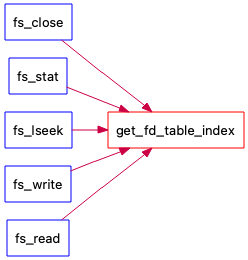 fs_close
fs_stat
fs_lseek
get_fd_table_index
fs_write
fs_read